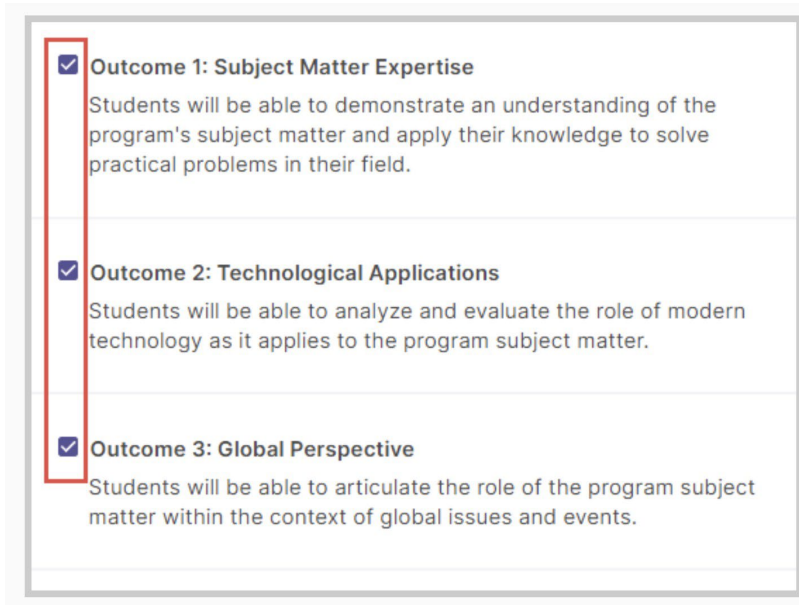 Outcome 1: Subject Matter Expertise
Students will be able to demonstrate an understanding of the
program's subject matter and apply their knowledge to solve
practical problems in their field.
Outcome 2: Technological Applications
Students will be able to analyze and evaluate the role of modern
technology as it applies to the program subject matter.
Outcome 3: Global Perspective
Students will be able to articulate the role of the program subject
matter within the context of global issues and events.